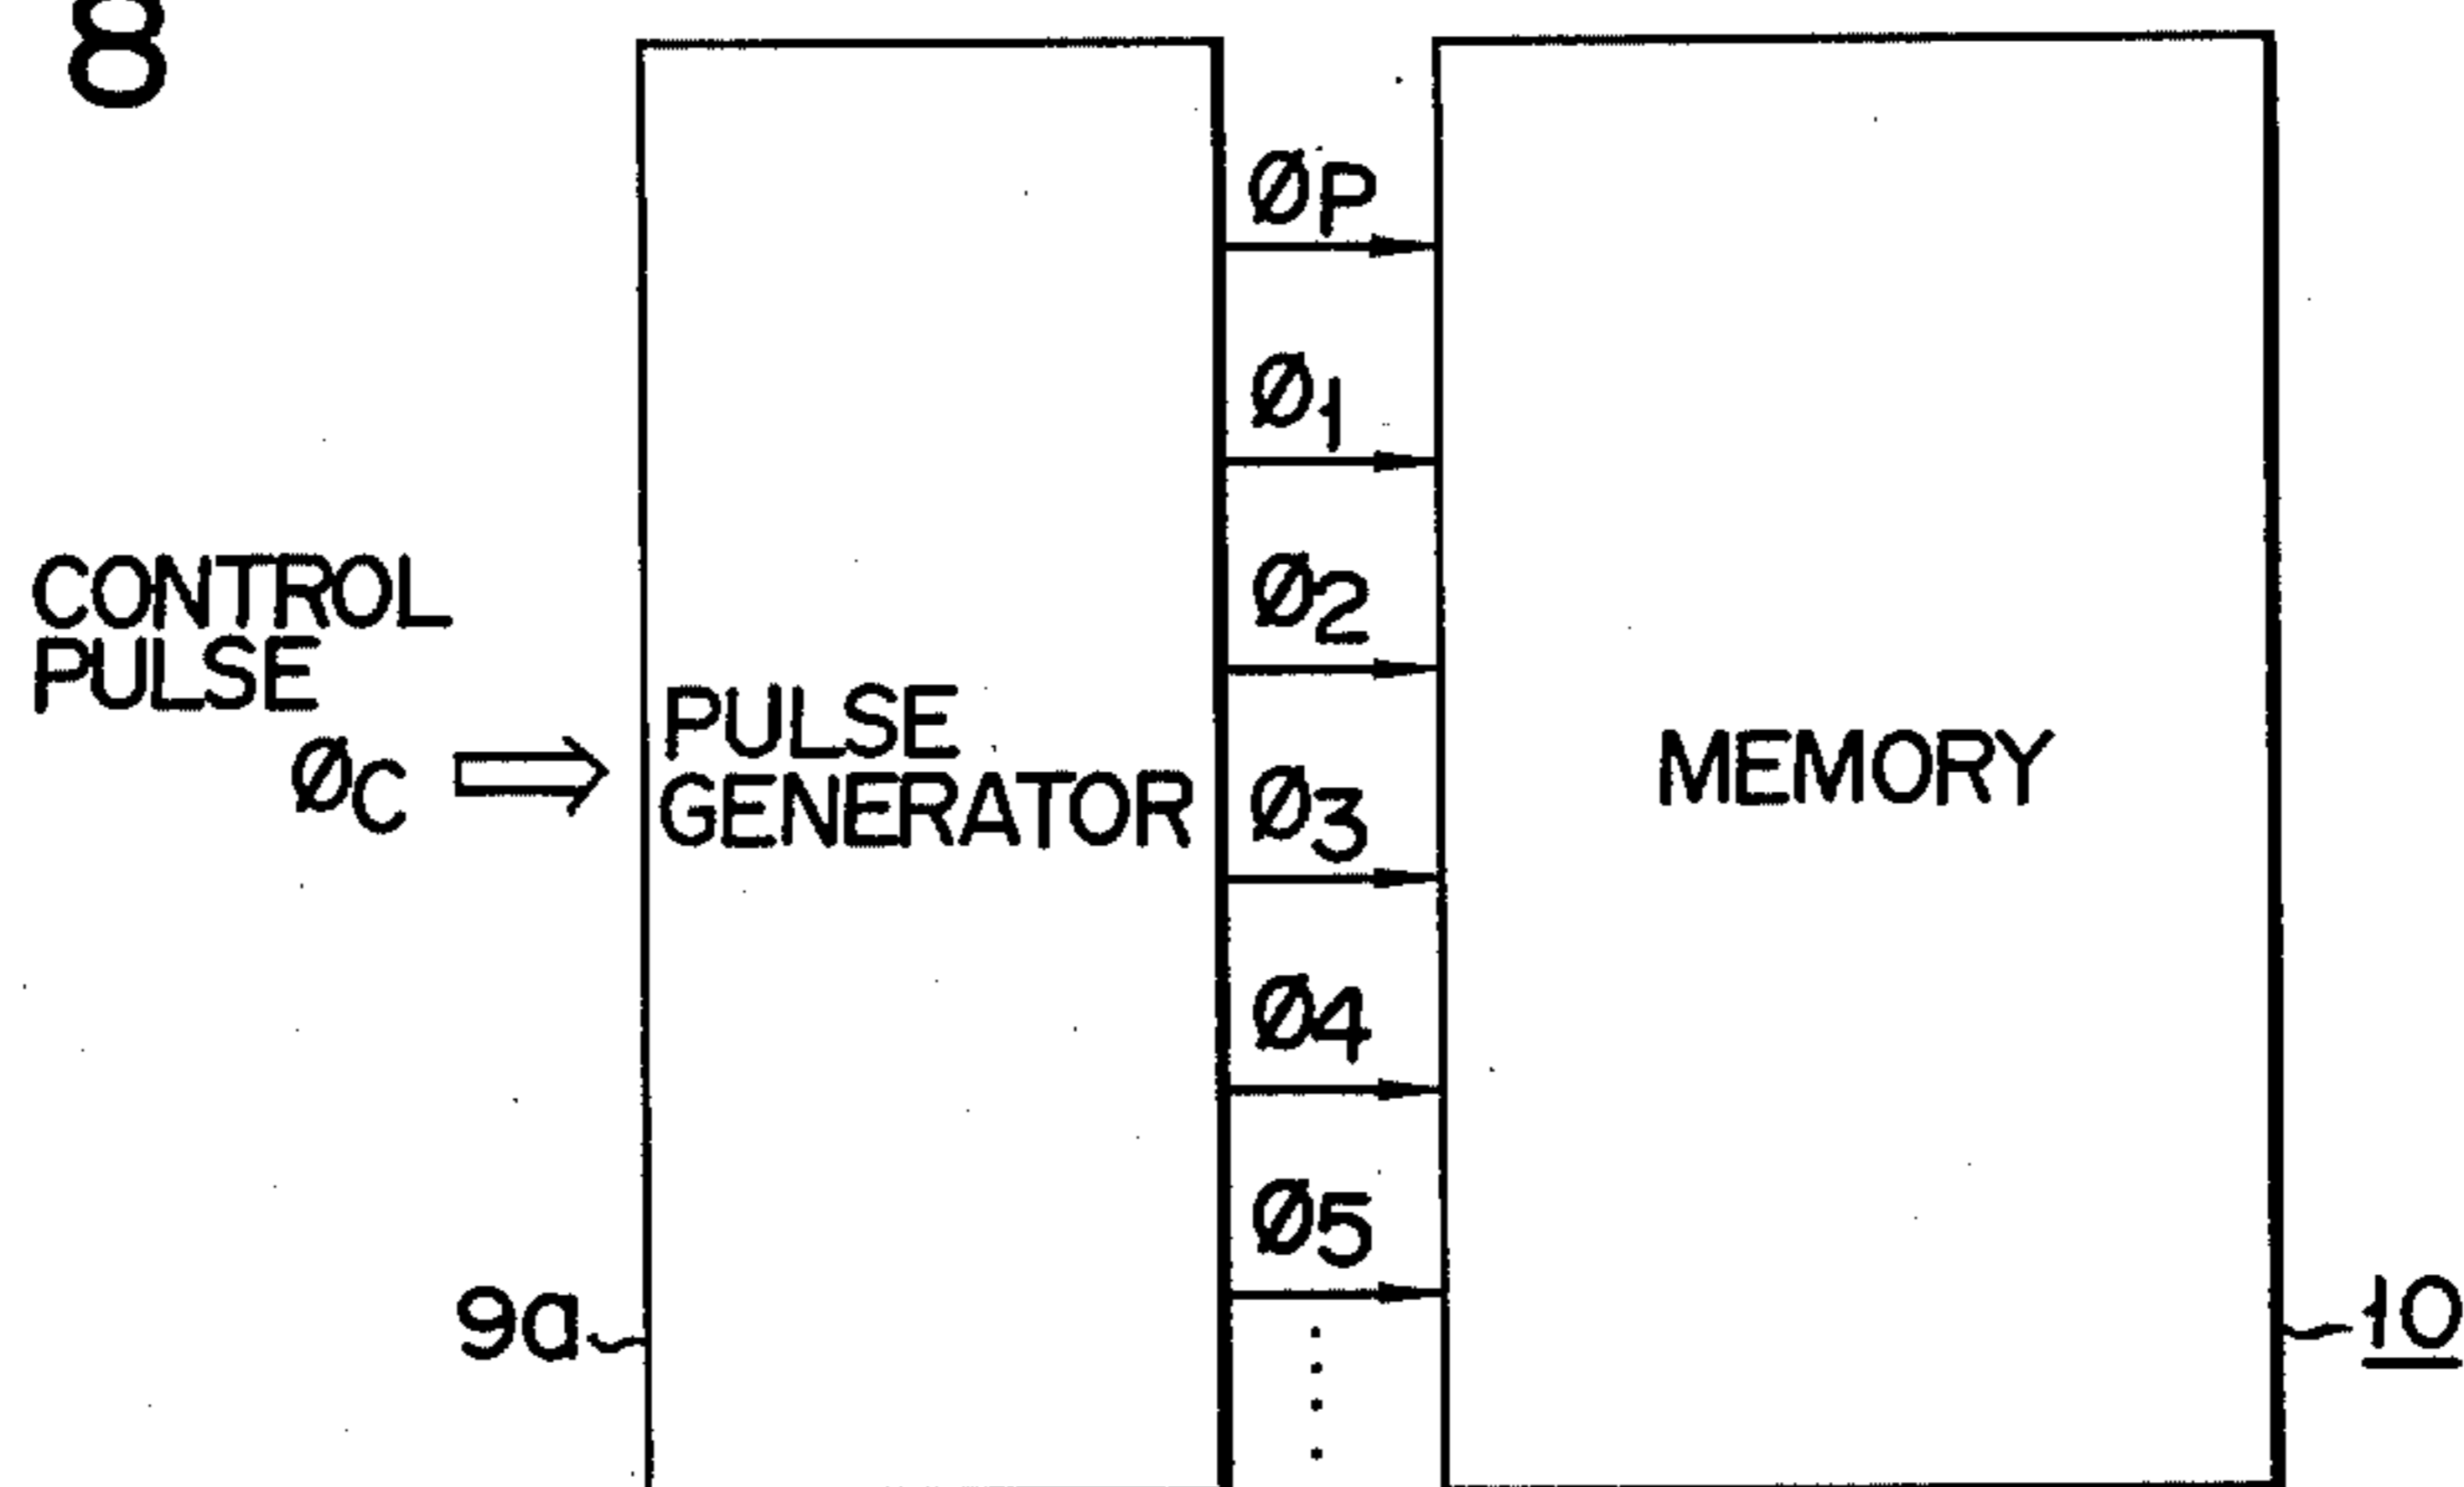 8
CONTROL
PULSE
øC
PULSE
GENERATOR
øP
ø1
ø2
ø3
ø4
ø5
MEMORY
9a
10